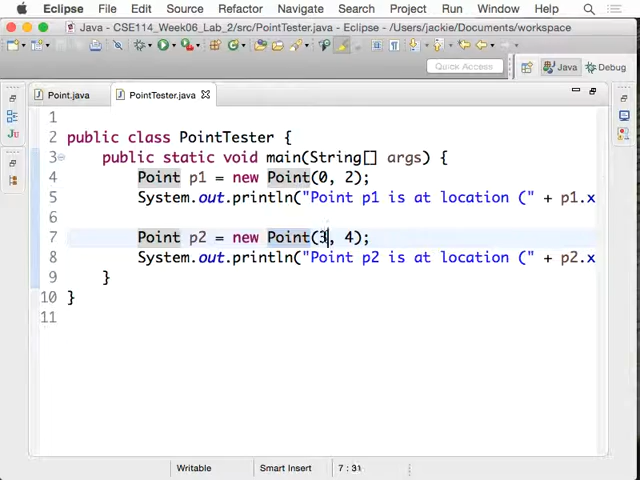 Eclipse File Edit Source Refactor Navigate Search Project Run Window Help
Java - CSE114_Week06_Lab_2/src/PointTester.java - Eclipse - /Users/jackie/Documents/workspace
Quick Access Java Debug
Point.java PointTester.java
1
2 public class PointTester {
3 public static void main(String[] args) {
4 Point p1 = new Point(0, 2);
5 System.out.println("Point p1 is at location (" + p1.x
6
7 Point p2 = new Point(3, 4);
8 System.out.println("Point p2 is at location (" + p2.x
9 }
10 }
11
Writable Smart Insert 7 : 31